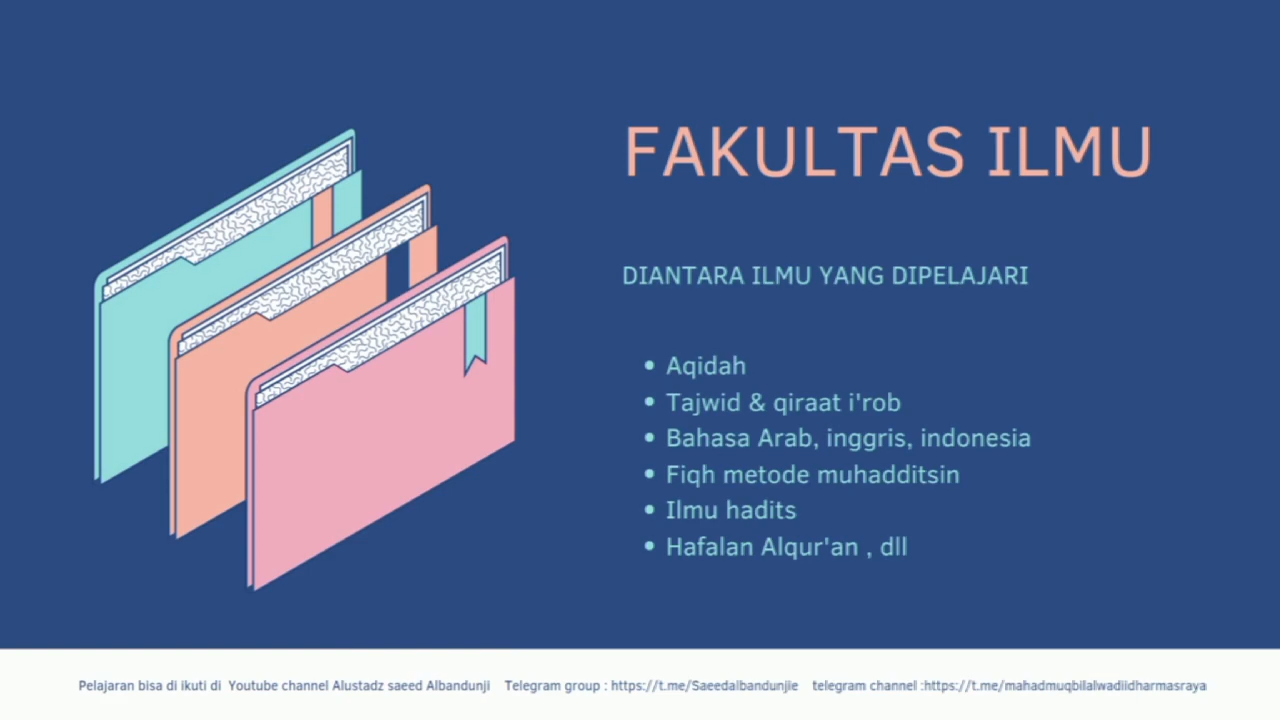 FAKULTAS ILMU
DIANTARA ILMU YANG DIPELAJARI
• Aqidah
• Tajwid & qiraat i'rob
• Bahasa Arab, inggris, indonesia
• Fiqh metode muhadditsin
• Ilmu hadits
• Hafalan Alqur'an , dll
Pelajaran bisa di ikuti di Youtube channel Alustadz saeed Albandunji Telegram group : https://t.me/Saeedalbandunjie telegram channel :https://t.me/mahadmuqbilalwadiidharmasraya